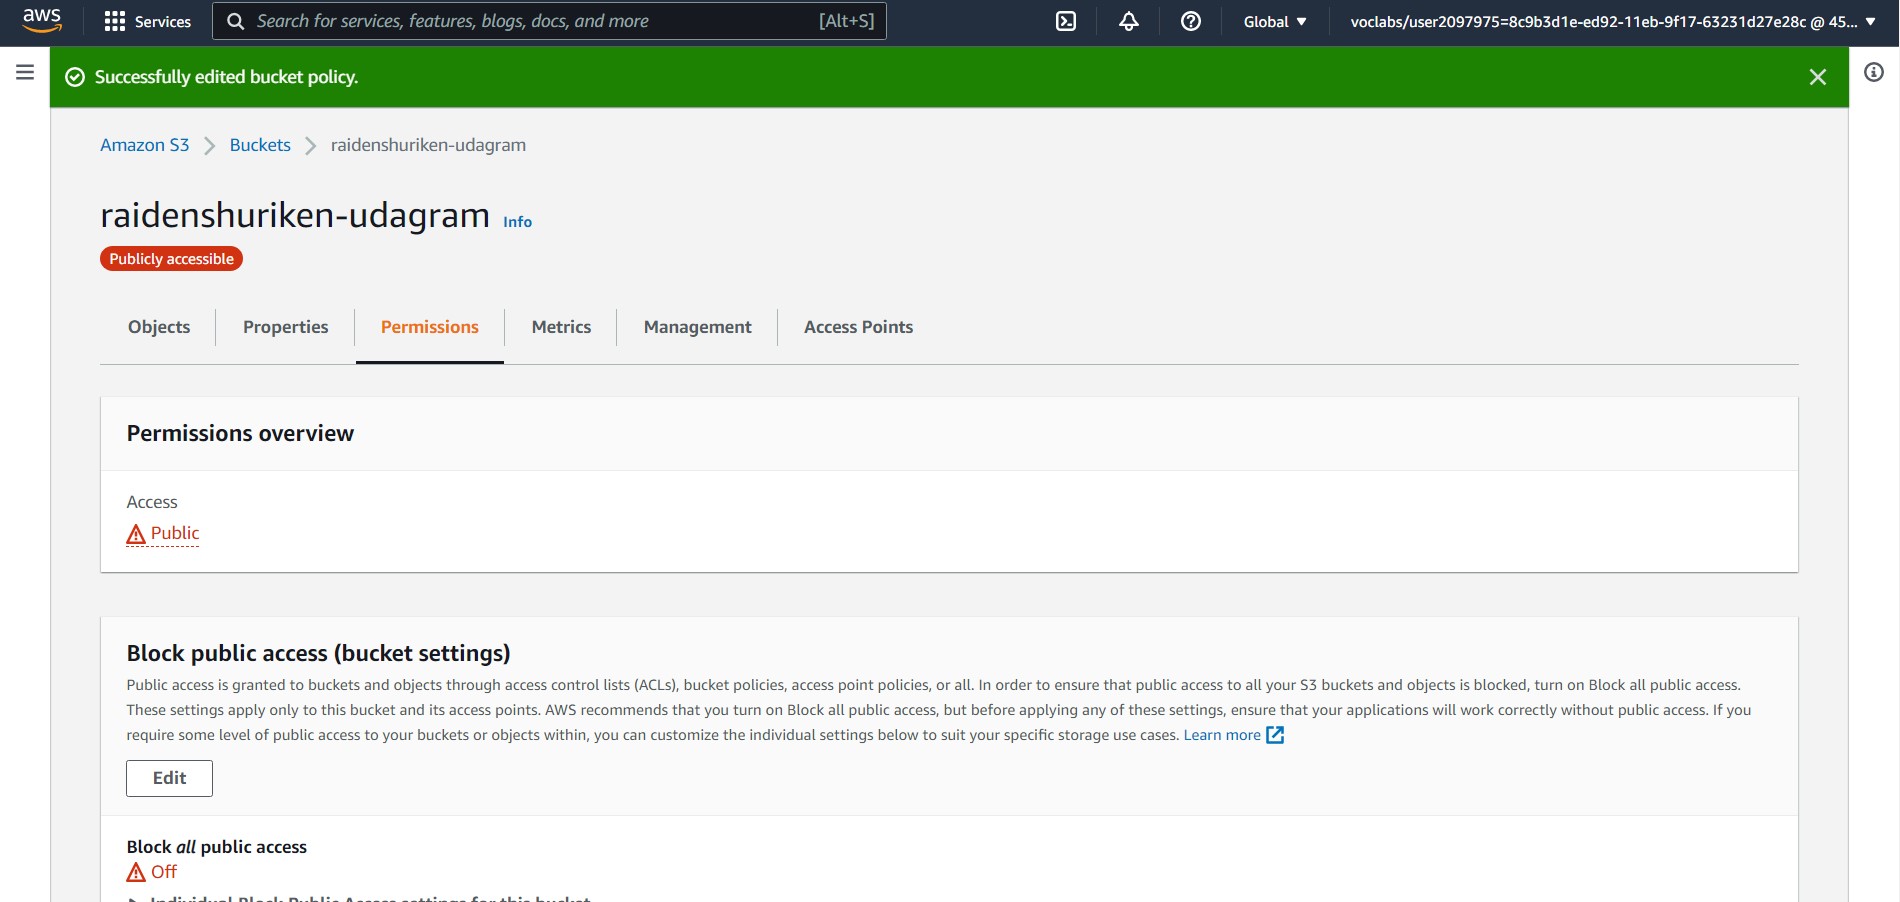 aws
Services
Search for services, features, blogs, docs, and more [Alt+S]
Global ▼
voclabs/user2097975=8c9b3d1e-ed92-11eb-9f17-63231d27e28c @ 45... ▼
Successfully edited bucket policy.
Amazon S3 > Buckets > raidenshuriken-udagram
raidenshuriken-udagram Info
Publicly accessible
Objects
Properties
Permissions
Metrics
Management
Access Points
Permissions overview
Access
Public
Block public access (bucket settings)
Public access is granted to buckets and objects through access control lists (ACLs), bucket policies, access point policies, or all. In order to ensure that public access to all your S3 buckets and objects is blocked, turn on Block all public access.
These settings apply only to this bucket and its access points. AWS recommends that you turn on Block all public access, but before applying any of these settings, ensure that your applications will work correctly without public access. If you
require some level of public access to your buckets or objects within, you can customize the individual settings below to suit your specific storage use cases. Learn more
Edit
Block all public access
Off
Individual Block Public Access settings for this bucket